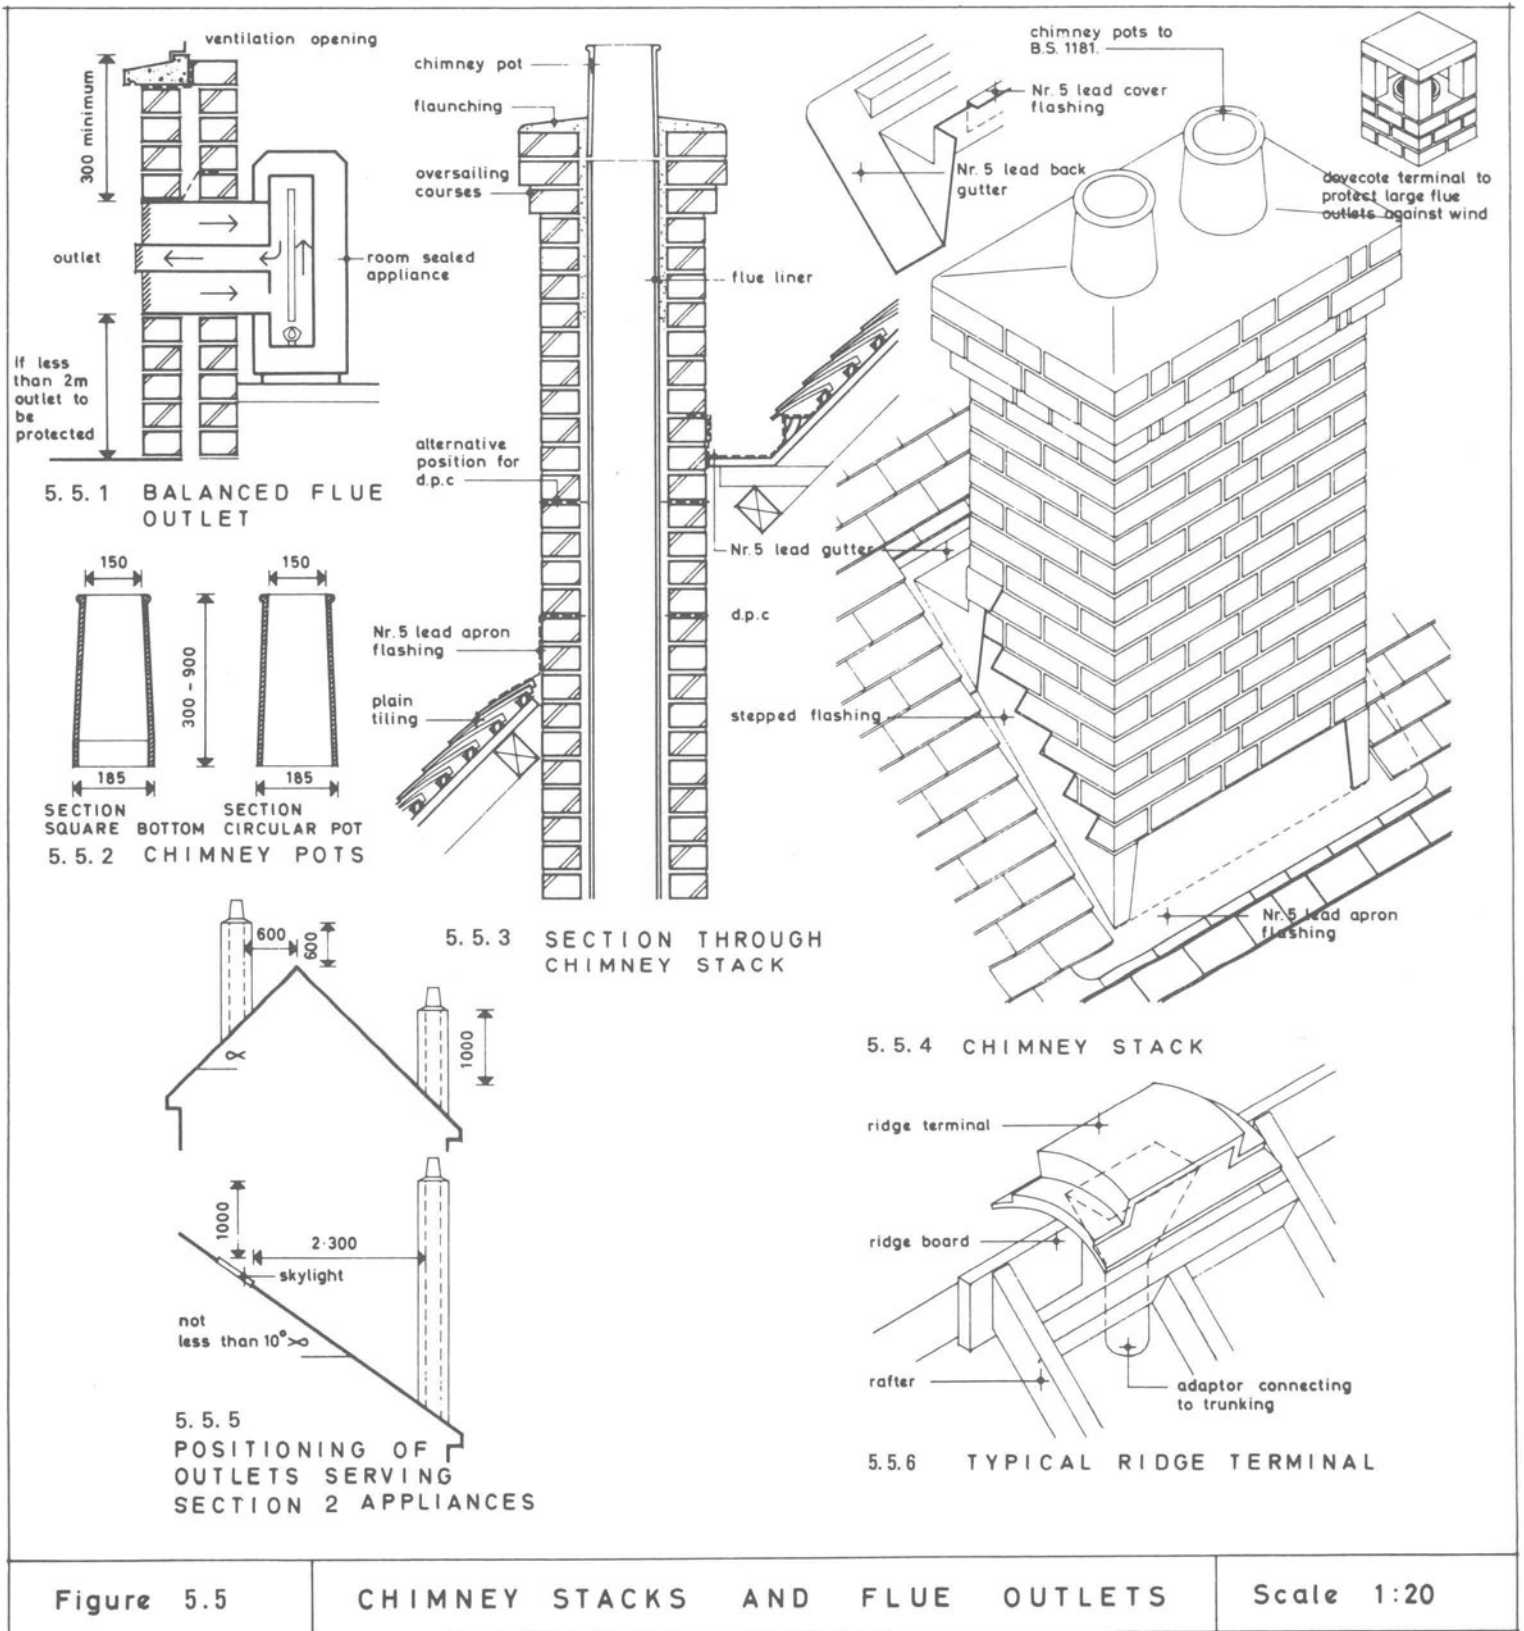 ventilation opening
300 minimum
outlet
room sealed
appliance
If less
than 2m
outlet to
be
protected
5.5.1 BALANCED FLUE
OUTLET
150
150
300 - 900
185
185
SECTION
SQUARE BOTTOM
SECTION
CIRCULAR POT
5.5.2 CHIMNEY POTS
chimney pot
flaunching
oversailing
courses
flue liner
alternative
position for
d.p.c
Nr. 5 lead gutter
d.p.c
Nr. 5 lead apron
flashing
plain
tiling
stepped flashing
5.5.3 SECTION THROUGH
CHIMNEY STACK
chimney pots to
B.S. 1181.
Nr. 5 lead cover
flashing
Nr. 5 lead back
gutter
dovecote terminal to
protect large flue
outlets against wind
Nr. 5 lead apron
flashing
5.5.4 CHIMNEY STACK
600
600
1000
∝
1000
2·300
skylight
not
less than 10° ∝
5.5.5
POSITIONING OF
OUTLETS SERVING
SECTION 2 APPLIANCES
ridge terminal
ridge board
rafter
adaptor connecting
to trunking
5.5.6 TYPICAL RIDGE TERMINAL
Figure 5.5
CHIMNEY STACKS AND FLUE OUTLETS
Scale 1:20